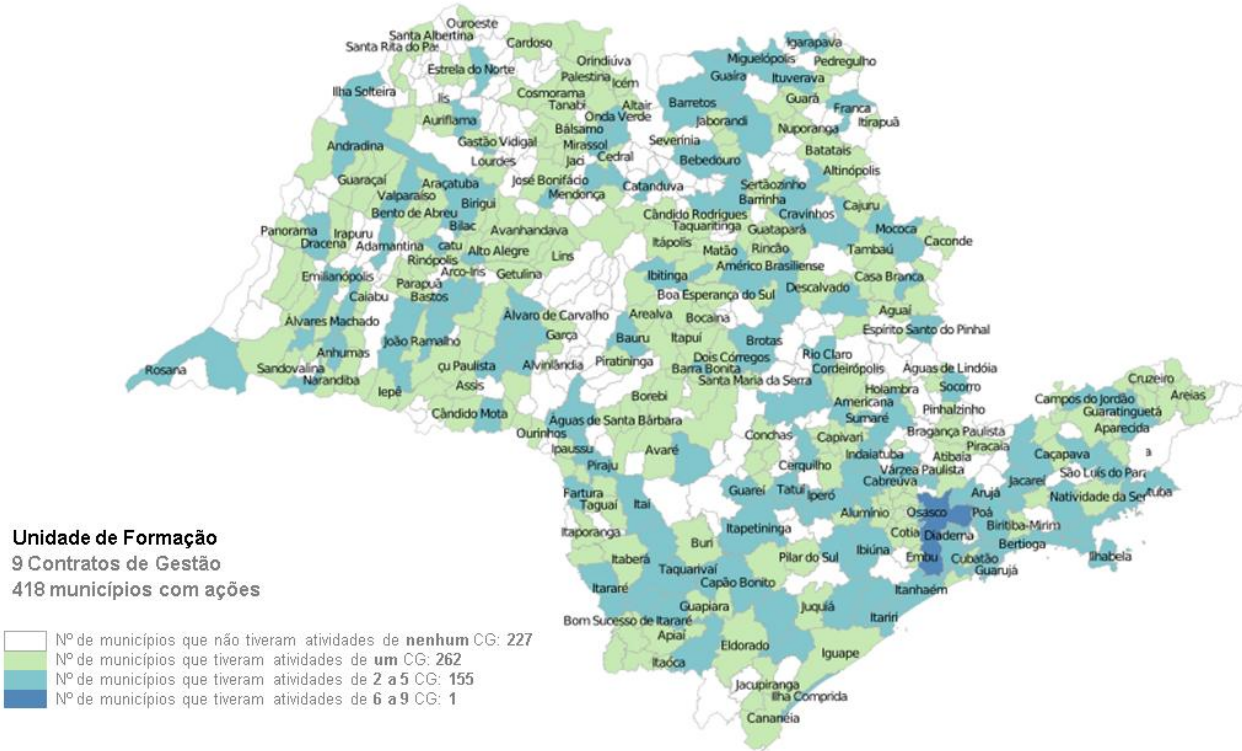 Ouroeste
Santa Albertina
Cardoso
Igarapava
Santa Rita do Pa
Orindiúva
Miguelópolis
Pedregulho
Estrela do Norte
Palestina
Icém
Guaíra
Ituverava
Ilha Solteira
lis
Cosmorama
Tanabi
Altair
Barretos
Guará
Franca
Auriflama
Onda Verde
Jaborandi
Itirapuã
Bálsamo
Nuporanga
Gastão Vidigal
Mirassol
Severínia
Andradina
Lourdes
Jaci
Cedral
Bebedouro
Batatais
Altinópolis
Guaraçaí
Araçatuba
José Bonifácio
Catanduva
Sertãozinho
Valparaíso
Birigui
Mendonça
Barrinha
Cajuru
Bento de Abreu
Cândido Rodrigues
Cravinhos
Panorama
Irapuru
Bilac
Avanhandava
Taquaritinga
Guatapará
Mococa
Dracena
Adamantina
catu
Alto Alegre
Itápolis
Matão
Rincão
Tambaú
Caconde
Rinópolis
Lins
Américo Brasiliense
Emilianópolis
Arco-Iris
Getulina
Ibitinga
Casa Branca
Parapuã
Descalvado
Caiabu
Bastos
Boa Esperança do Sul
Álvares Machado
Álvaro de Carvalho
Arealva
Bocaina
Aguaí
João Ramalho
Garça
Bauru
Itapuí
Espírito Santo do Pinhal
Anhumas
Brotas
Rosana
Sandovalina
çu Paulista
Alvinlândia
Piratininga
Dois Córregos
Rio Claro
Narandiba
Barra Bonita
Cordeirópolis
Águas de Lindóia
Iepê
Assis
Santa Maria da Serra
Cruzeiro
Borebi
Holambra
Socorro
Campos do Jordão
Areias
Cândido Mota
Americana
Pinhalzinho
Guaratinguetá
Águas de Santa Bárbara
Sumaré
Aparecida
Ourinhos
Conchas
Capivari
Bragança Paulista
Ipaussu
Avaré
Piracaia
Indaiatuba
Atibaia
Caçapava
a
Piraju
Cerquilho
Várzea Paulista
São Luís do Para
Fartura
Guareí
Tatuí
Iperó
Cabreúva
Jacareí
Taguaí
Itaí
Arujá
Natividade da Ser
tuba
Alumínio
Osasco
Poá
Itaporanga
Itapetininga
Cotia
Diadema
Biritiba-Mirim
Buri
Ibiúna
Bertioga
Itaberá
Pilar do Sul
Embu
Cubatão
Ilhabela
Taquarivaí
Guarujá
Itararé
Capão Bonito
Itanhaém
Guapiara
Juquiá
Bom Sucesso de Itararé
Itariri
Apiaí
Eldorado
Itaóca
Iguape
Jacupiranga
Ilha Comprida
Cananéia
Unidade de Formação
9 Contratos de Gestão
418 municípios com ações
Nº de municípios que não tiveram atividades de nenhum CG: 227
Nº de municípios que tiveram atividades de um CG: 262
Nº de municípios que tiveram atividades de 2 a 5 CG: 155
Nº de municípios que tiveram atividades de 6 a 9 CG: 1